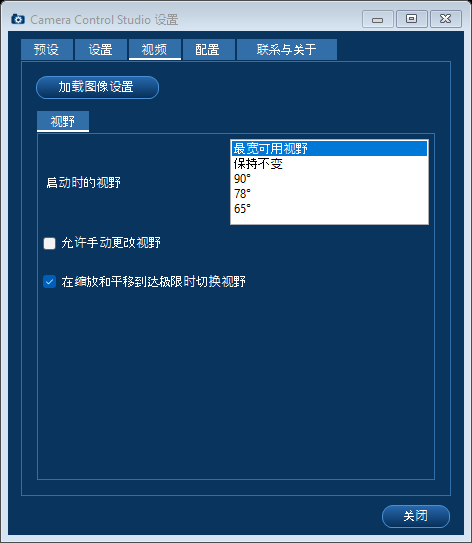 Camera Control Studio 设置
预设 设置 视频 配置 联系与关于
加载图像设置
视野
启动时的视野
最宽可用视野
保持不变
90°
78°
65°
允许手动更改视野
在缩放和平移到达极限时切换视野
关闭